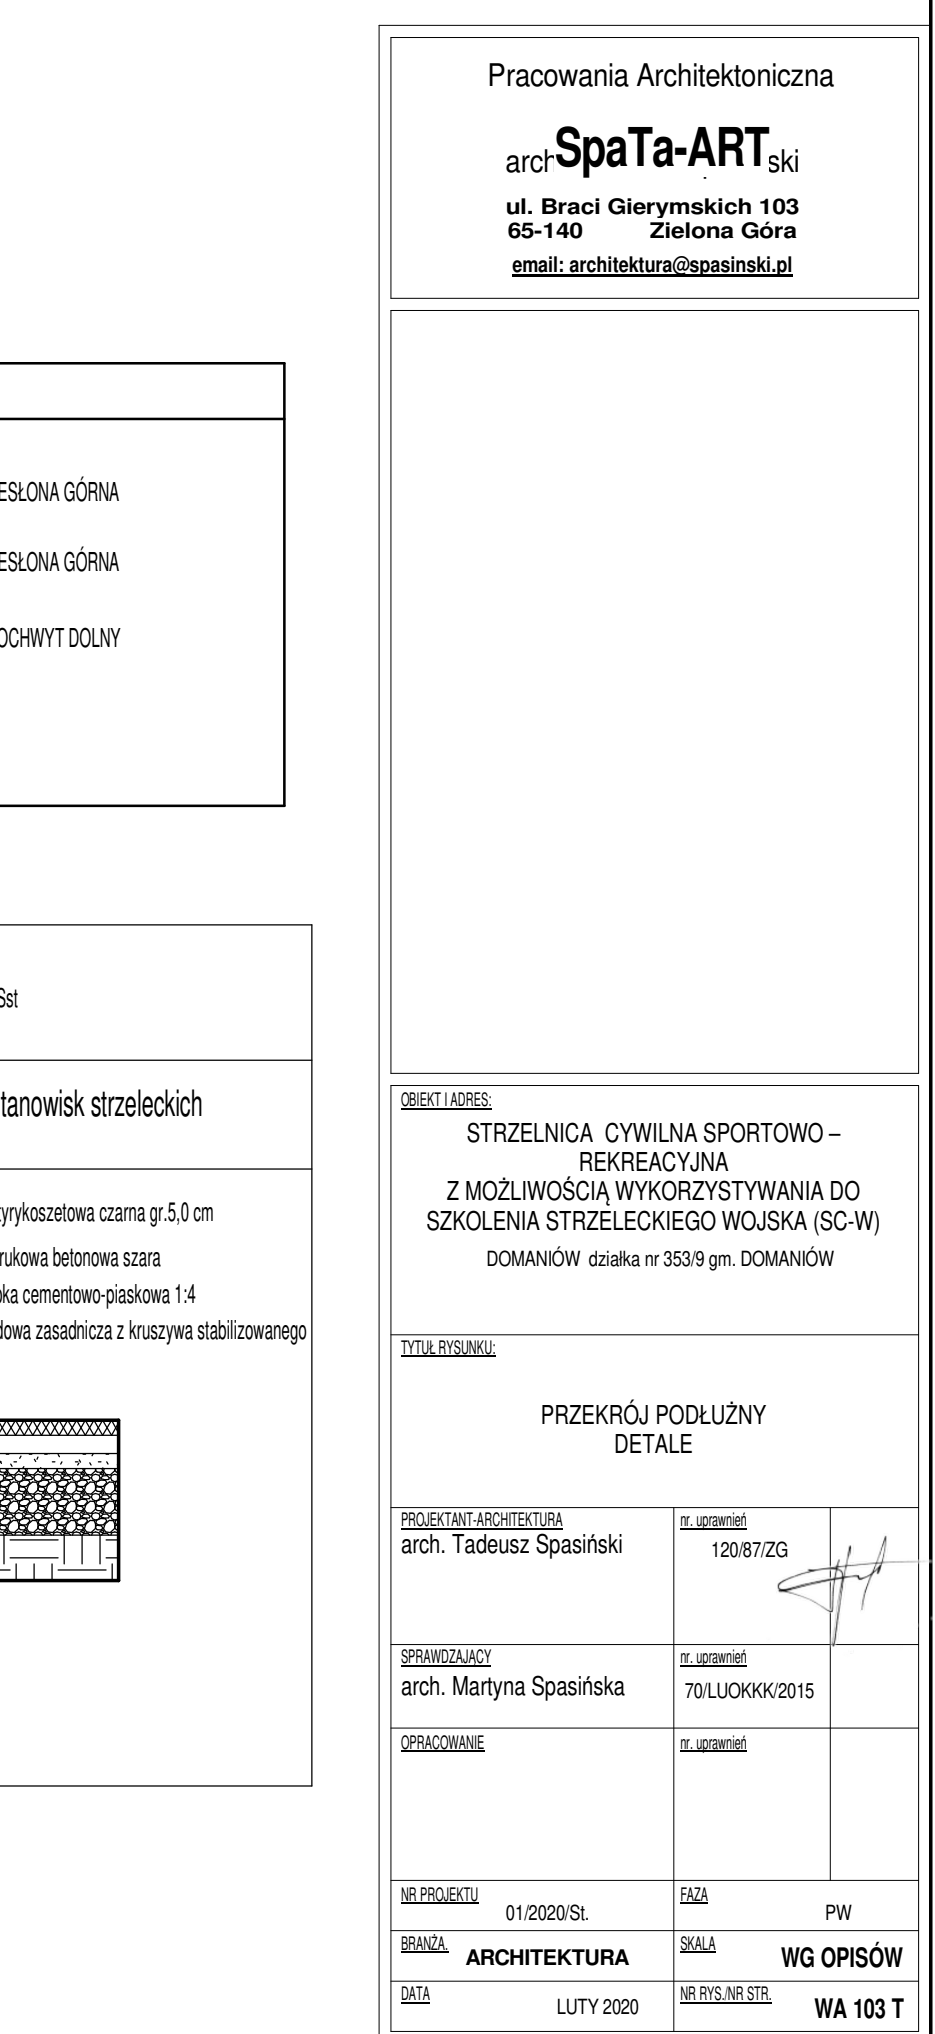 Pracowania Architektoniczna
arch SpaTa-ART ski
ul. Braci Gierymskich 103
65-140 Zielona Góra
email: architektura@spasinski.pl
ESŁONA GÓRNA
ESŁONA GÓRNA
OCHWYT DOLNY
Sst
tanowisk strzeleckich
yrykoszetowa czarna gr.5,0 cm
rukowa betonowa szara
ka cementowo-piaskowa 1:4
dowa zasadnicza z kruszywa stabilizowanego
OBIEKT I ADRES:
STRZELNICA CYWILNA SPORTOWO –
REKREACYJNA
Z MOŻLIWOŚCIĄ WYKORZYSTYWANIA DO
SZKOLENIA STRZELECKIEGO WOJSKA (SC-W)
DOMANIÓW działka nr 353/9 gm. DOMANIÓW
TYTUŁ RYSUNKU:
PRZEKRÓJ PODŁUŻNY
DETALE
PROJEKTANT-ARCHITEKTURA
arch. Tadeusz Spasiński
nr. uprawnień
120/87/ZG
SPRAWDZAJĄCY
arch. Martyna Spasińska
nr. uprawnień
70/LUOKKK/2015
OPRACOWANIE
nr. uprawnień
NR PROJEKTU
01/2020/St.
FAZA
PW
BRANŻA.
ARCHITEKTURA
SKALA
WG OPISÓW
DATA
LUTY 2020
NR RYS./NR STR.
WA 103 T